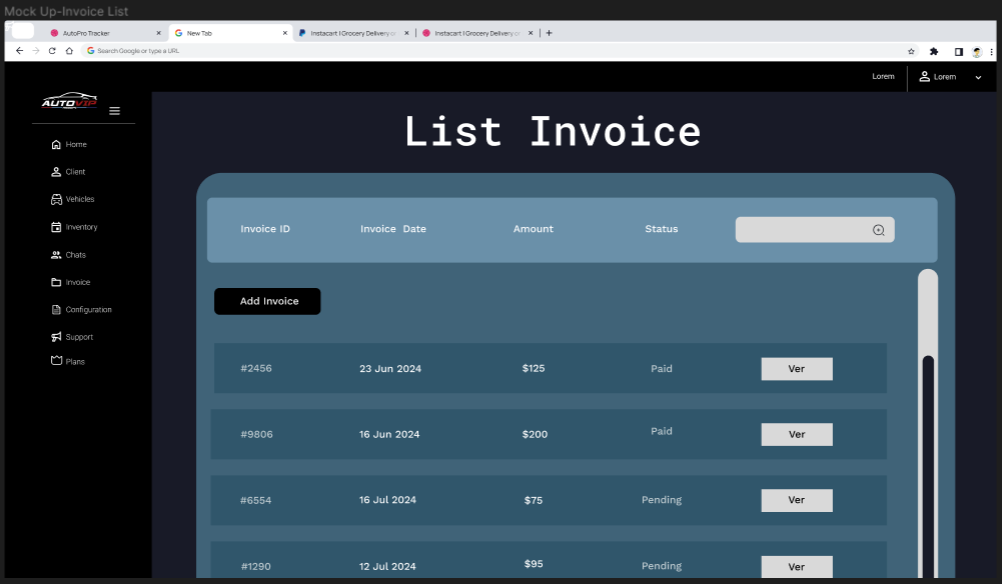 Mock Up-Invoice List
AutoPro Tracker
New Tab
Instacart | Grocery Delivery or
Instacart | Grocery Delivery or
Search Google or type a URL
Lorem
Lorem
AUTOVIP
Home
Client
Vehicles
Inventory
Chats
Invoice
Configuration
Support
Plans
List Invoice
Invoice ID Invoice Date Amount Status
Add Invoice
#2456 23 Jun 2024 $125 Paid Ver
#9806 16 Jun 2024 $200 Paid Ver
#6554 16 Jul 2024 $75 Pending Ver
#1290 12 Jul 2024 $95 Pending Ver